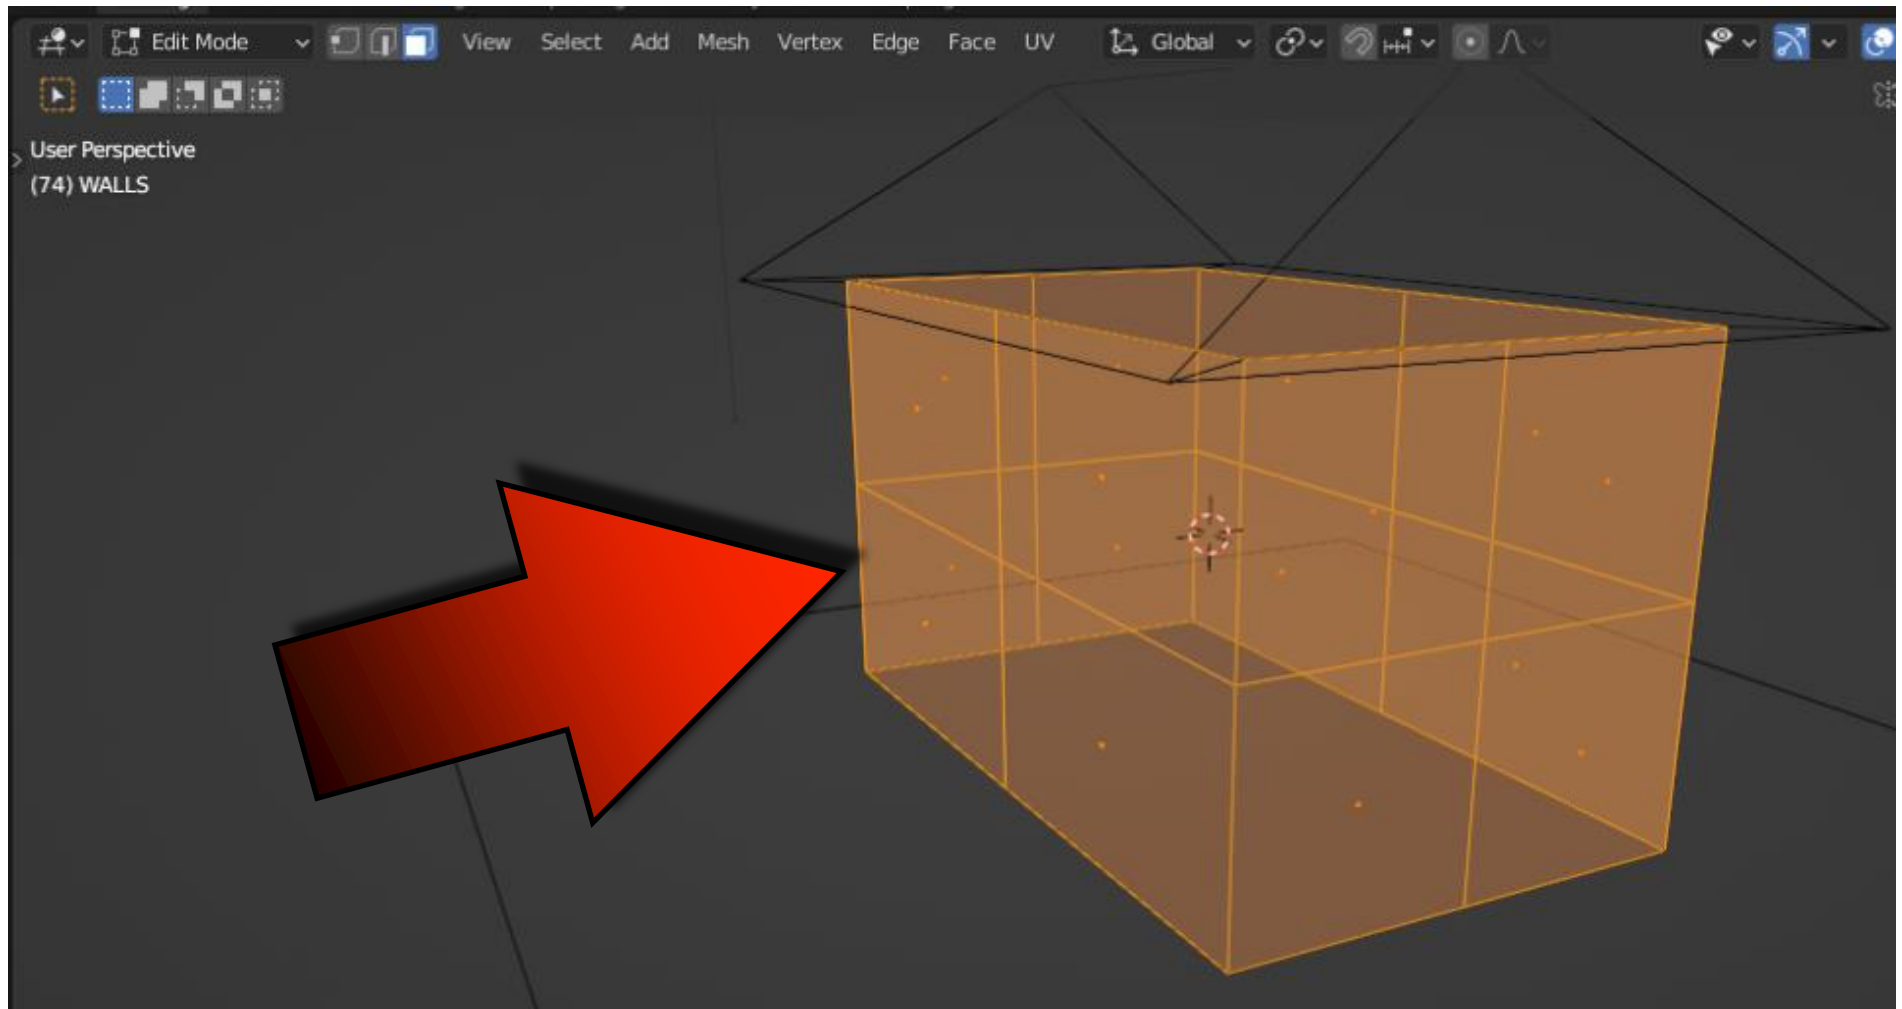 Edit Mode View Select Add Mesh Vertex Edge Face UV Global
User Perspective
(74) WALLS